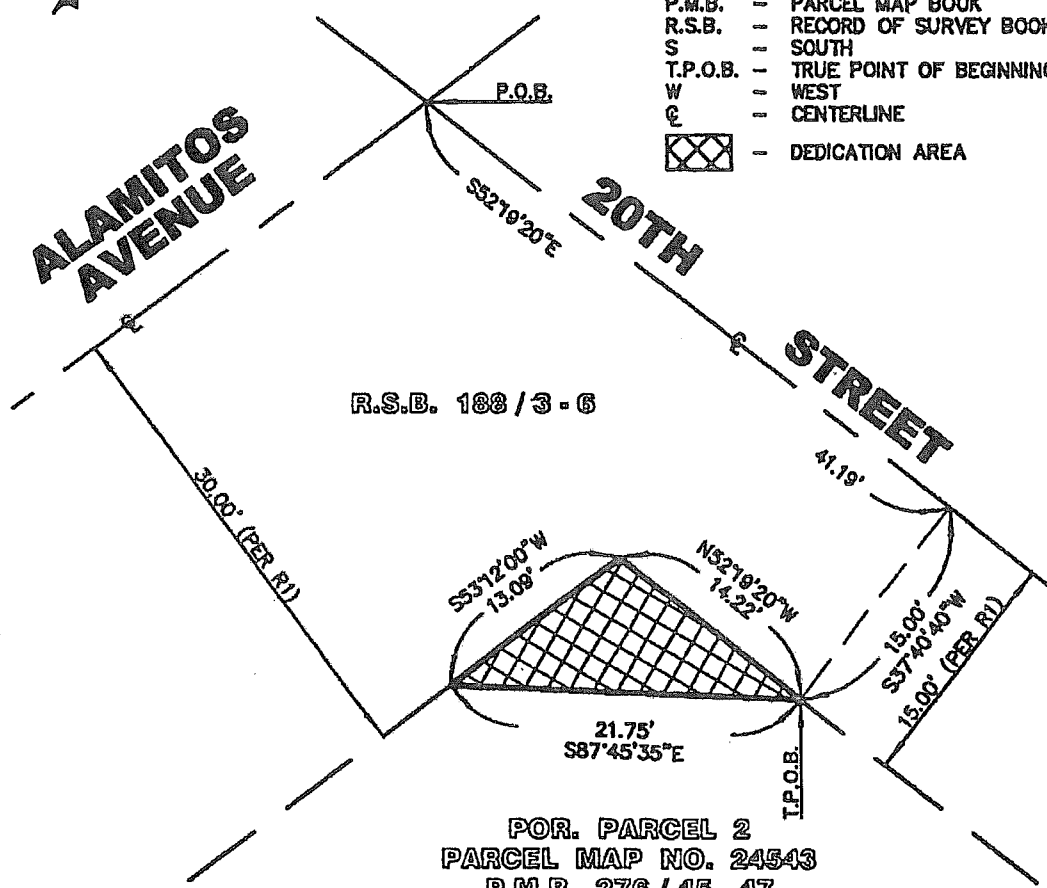 P.M.B. - PARCEL MAP BOOK
R.S.B. - RECORD OF SURVEY BOOK
S - SOUTH
T.P.O.B. - TRUE POINT OF BEGINNING
W - WEST
℄ - CENTERLINE
- DEDICATION AREA
P.O.B.
ALAMITOS
AVENUE
S52°19'20"E
20TH
STREET
℄
℄
R.S.B. 188 / 3 - 6
41.19'
30.00' (PER R1)
S53°12'00"W
13.09'
N52°19'20"W
14.22'
15.00'
S37°40'40"W
15.00' (PER R1)
21.75'
S87°45'35"E
T.P.O.B.
POR. PARCEL 2
PARCEL MAP NO. 24543
P.M.B. 276 / 45 - 47